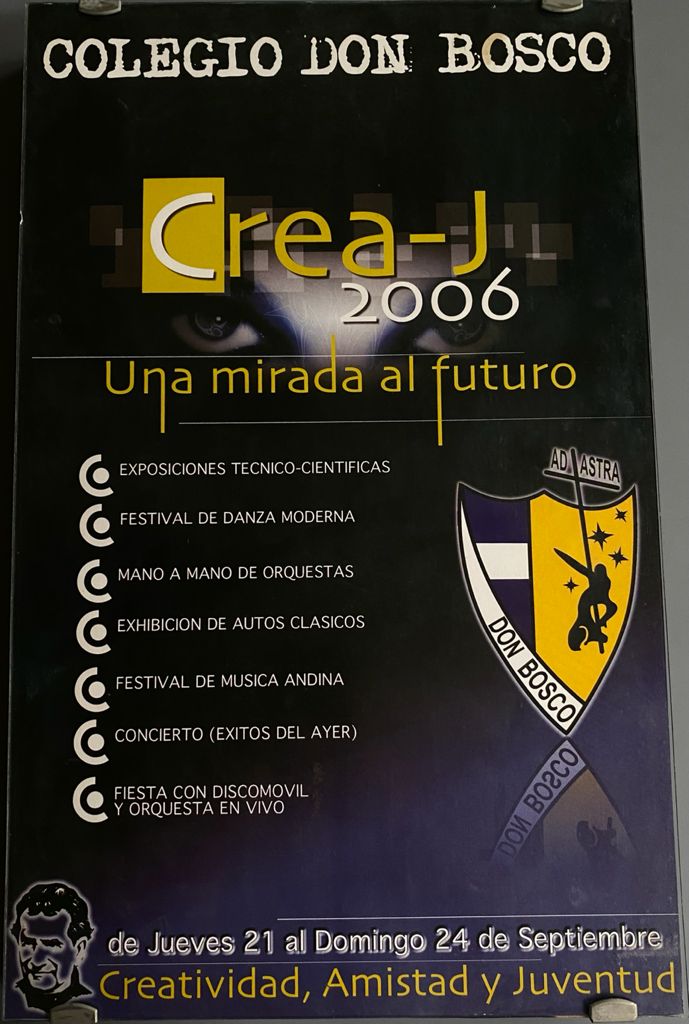 COLEGIO DON BOSCO
Crea-J
2006
Una mirada al futuro
EXPOSICIONES TECNICO-CIENTIFICAS
FESTIVAL DE DANZA MODERNA
MANO A MANO DE ORQUESTAS
EXHIBICION DE AUTOS CLASICOS
FESTIVAL DE MUSICA ANDINA
CONCIERTO (EXITOS DEL AYER)
FIESTA CON DISCOMOVIL
Y ORQUESTA EN VIVO
AD ASTRA
DON BOSCO
DON BOSCO
de Jueves 21 al Domingo 24 de Septiembre
Creatividad, Amistad y Juventud